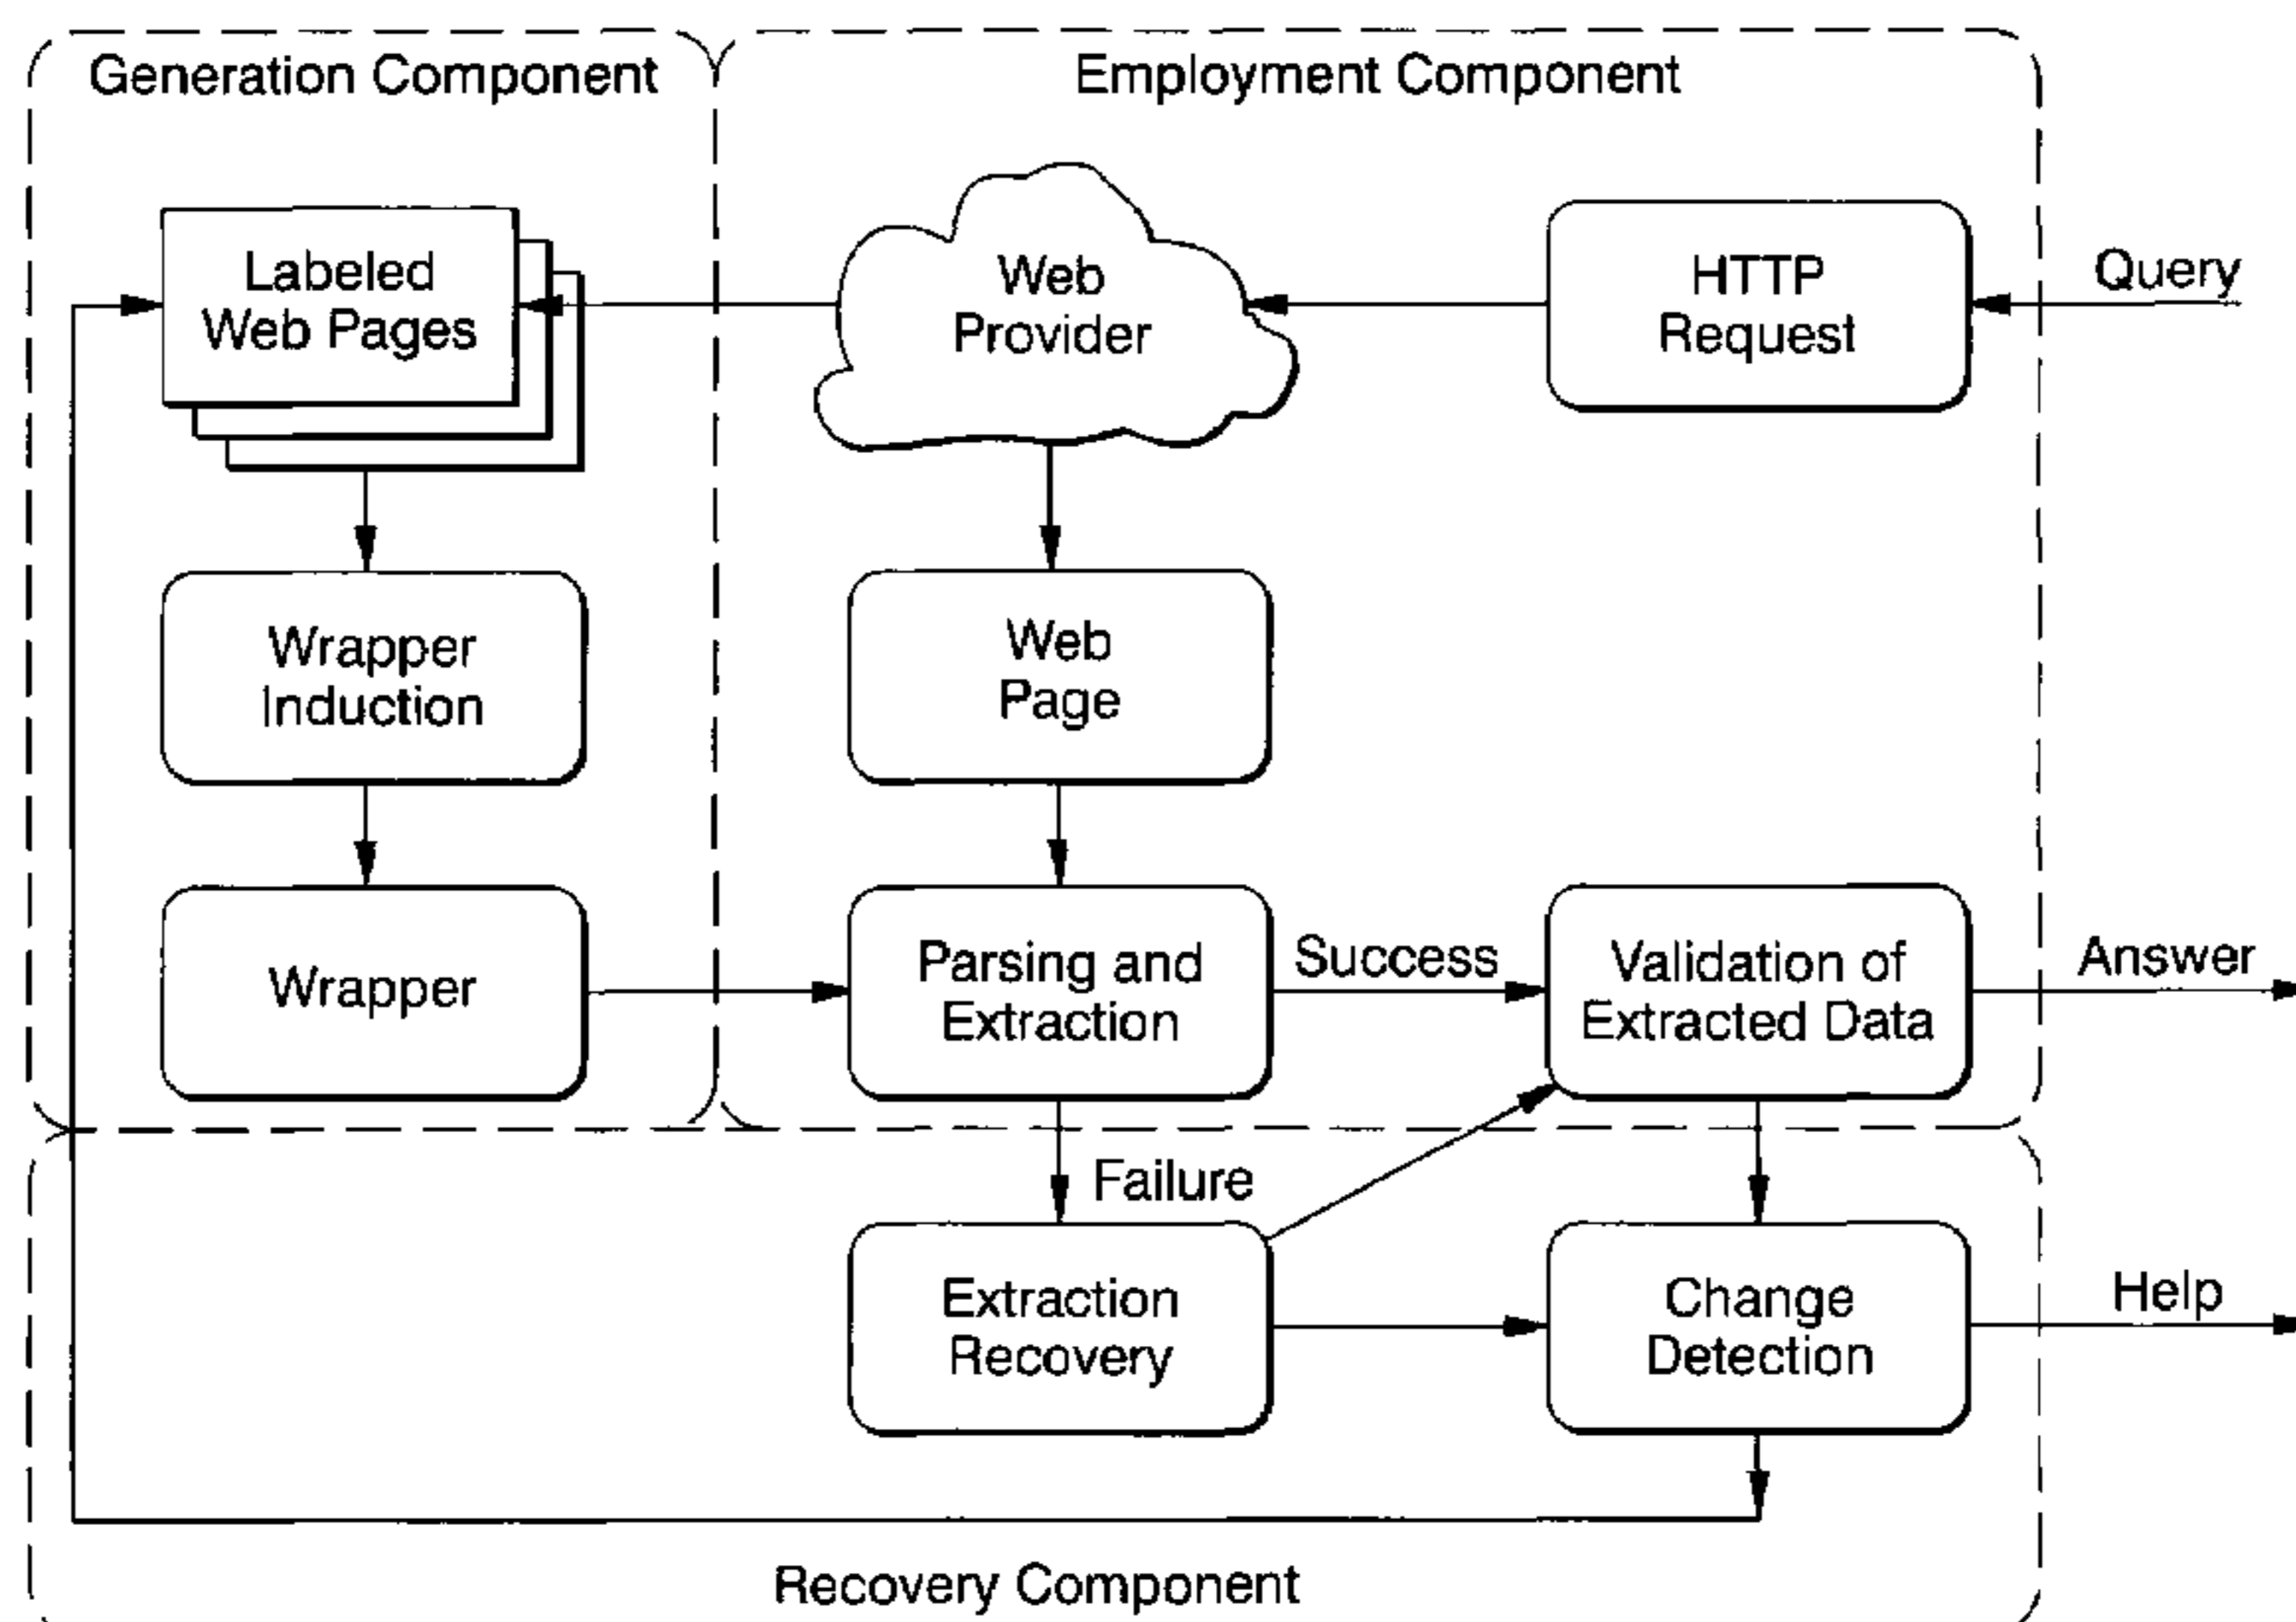 Generation Component
Employment Component
Labeled
Web Pages
Web
Provider
HTTP
Request
Query
Wrapper
Induction
Web
Page
Wrapper
Parsing and
Extraction
Success
Validation of
Extracted Data
Answer
Failure
Extraction
Recovery
Change
Detection
Help
Recovery Component